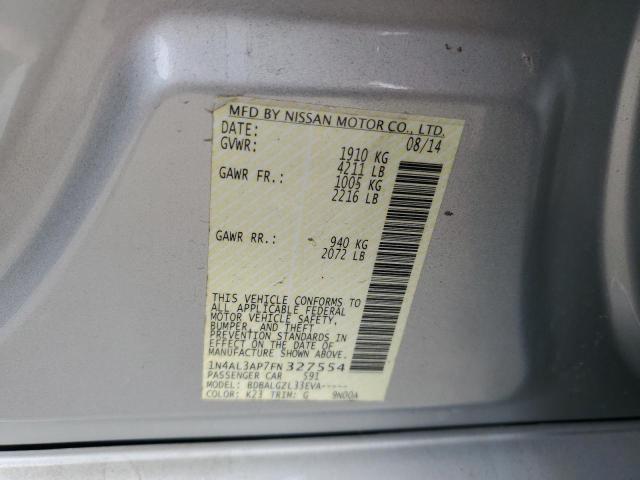 MFD BY NISSAN MOTOR CO., LTD.
DATE: 08/14
GVWR: 1910 KG
4211 LB
GAWR FR.: 1005 KG
2216 LB
GAWR RR.: 940 KG
2072 LB
THIS VEHICLE CONFORMS TO
ALL APPLICABLE FEDERAL
MOTOR VEHICLE SAFETY,
BUMPER, AND THEFT
PREVENTION STANDARDS
IN EFFECT ON THE DATE OF
MANUFACTURE SHOWN ABOVE.
1N4AL3AP7FN327554
PASSENGER CAR S91
MODEL: BDBALGZL33EVA-----
COLOR: K23 TRIM: G 9N00A